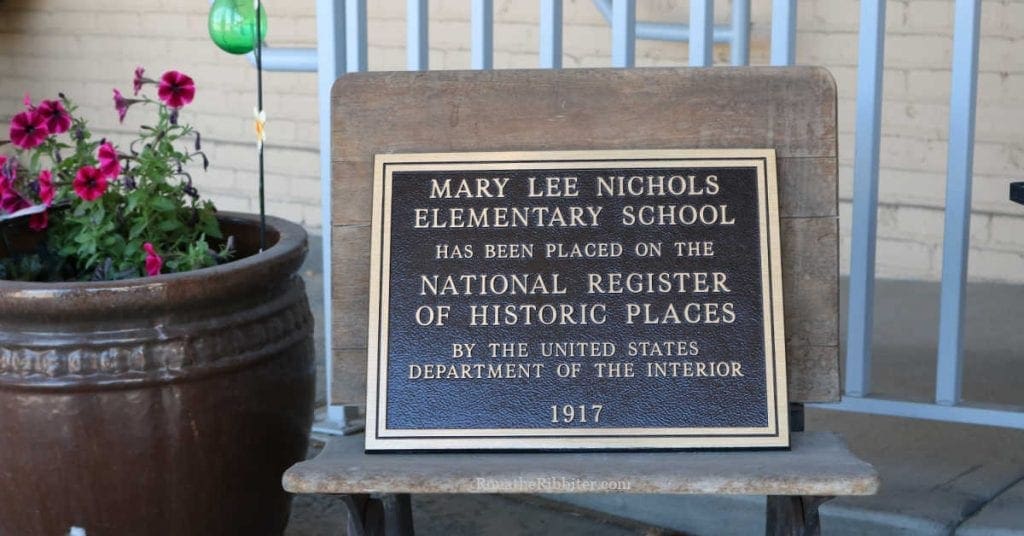 MARY LEE NICHOLS
ELEMENTARY SCHOOL
HAS BEEN PLACED ON THE
NATIONAL REGISTER
OF HISTORIC PLACES
BY THE UNITED STATES
DEPARTMENT OF THE INTERIOR
1917
RonatheRibbiter.com